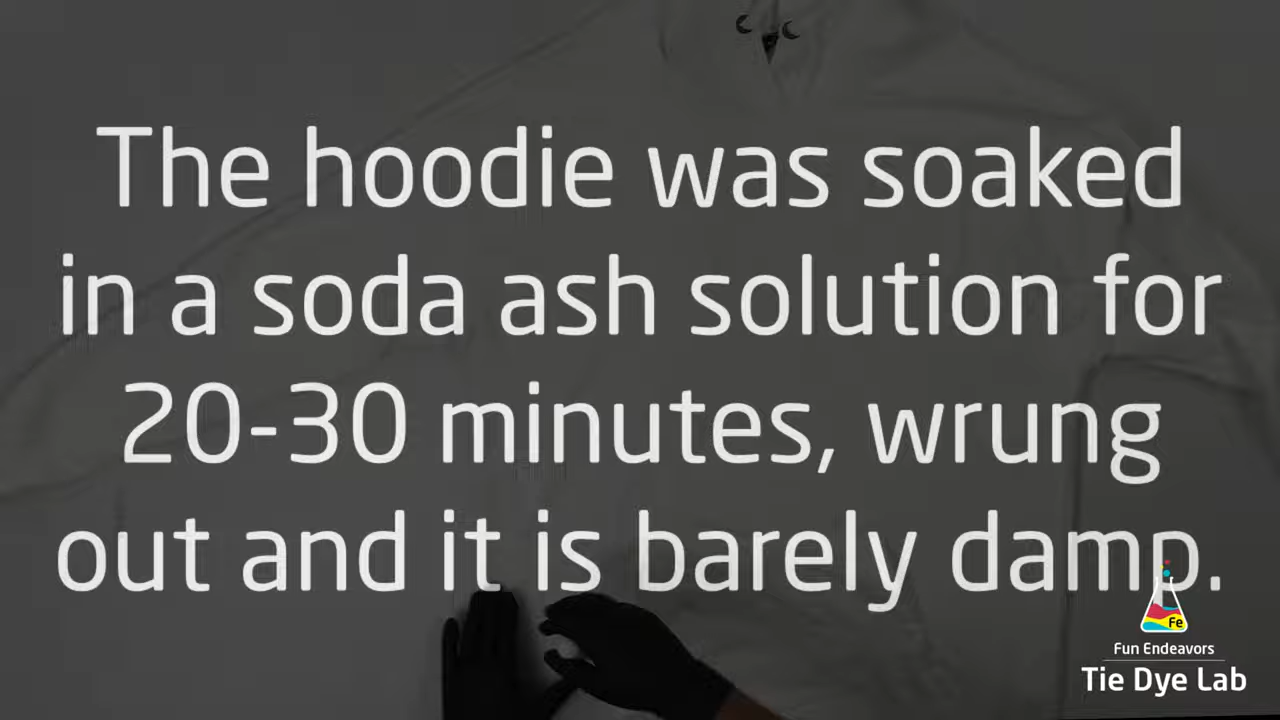 The hoodie was soaked
in a soda ash solution for
20-30 minutes, wrung
out and it is barely damp.
Fe
Fun Endeavors
Tie Dye Lab